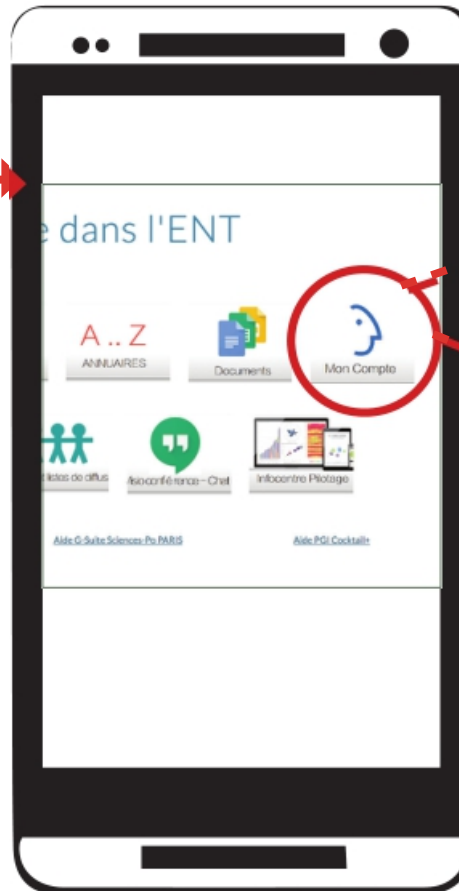 e dans l'ENT
A .. Z
ANNUAIRES
Documents
Mon Compte
t listes de diffus
Visioconférence - Chat
Infocentre Pilotage
Aide G-Suite Sciences-Po PARIS
Aide PGI Cocktail+